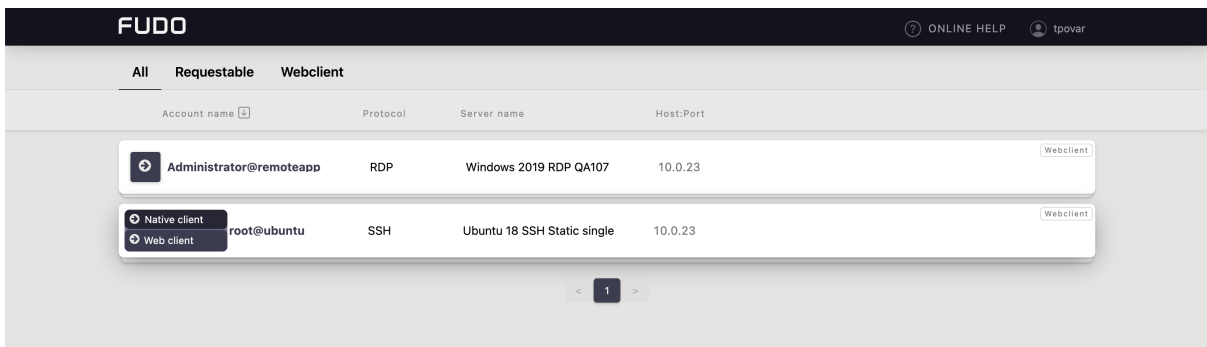 FUDO
? ONLINE HELP tpovar
All Requestable Webclient
Account name Protocol Server name Host:Port
Webclient
Administrator@remoteapp RDP Windows 2019 RDP QA107 10.0.23
Webclient
Native client
root@ubuntu SSH Ubuntu 18 SSH Static single 10.0.23
Web client
< 1 >